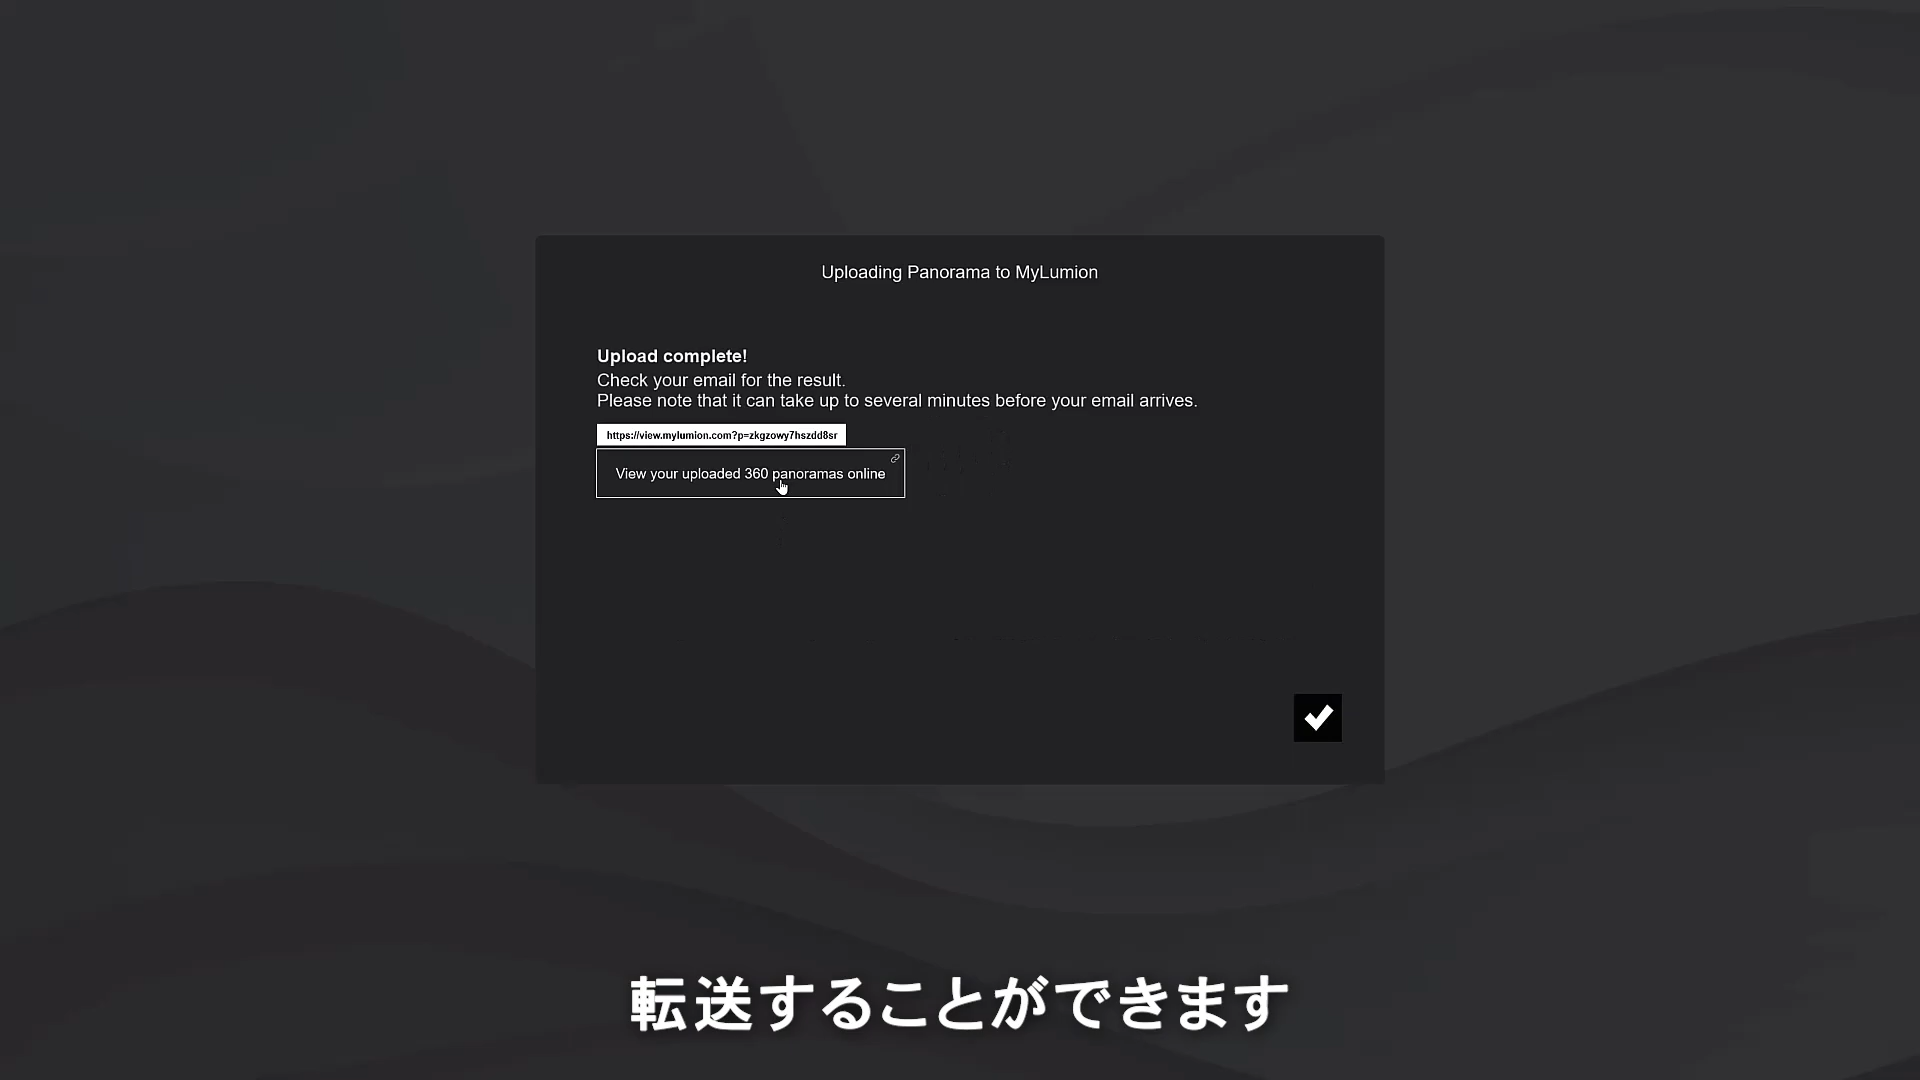 Uploading Panorama to MyLumion
Upload complete!
Check your email for the result.
Please note that it can take up to several minutes before your email arrives.
https://view.mylumion.com?p=zkgzowy7hszdd8sr
View your uploaded 360 panoramas online
転送することができます